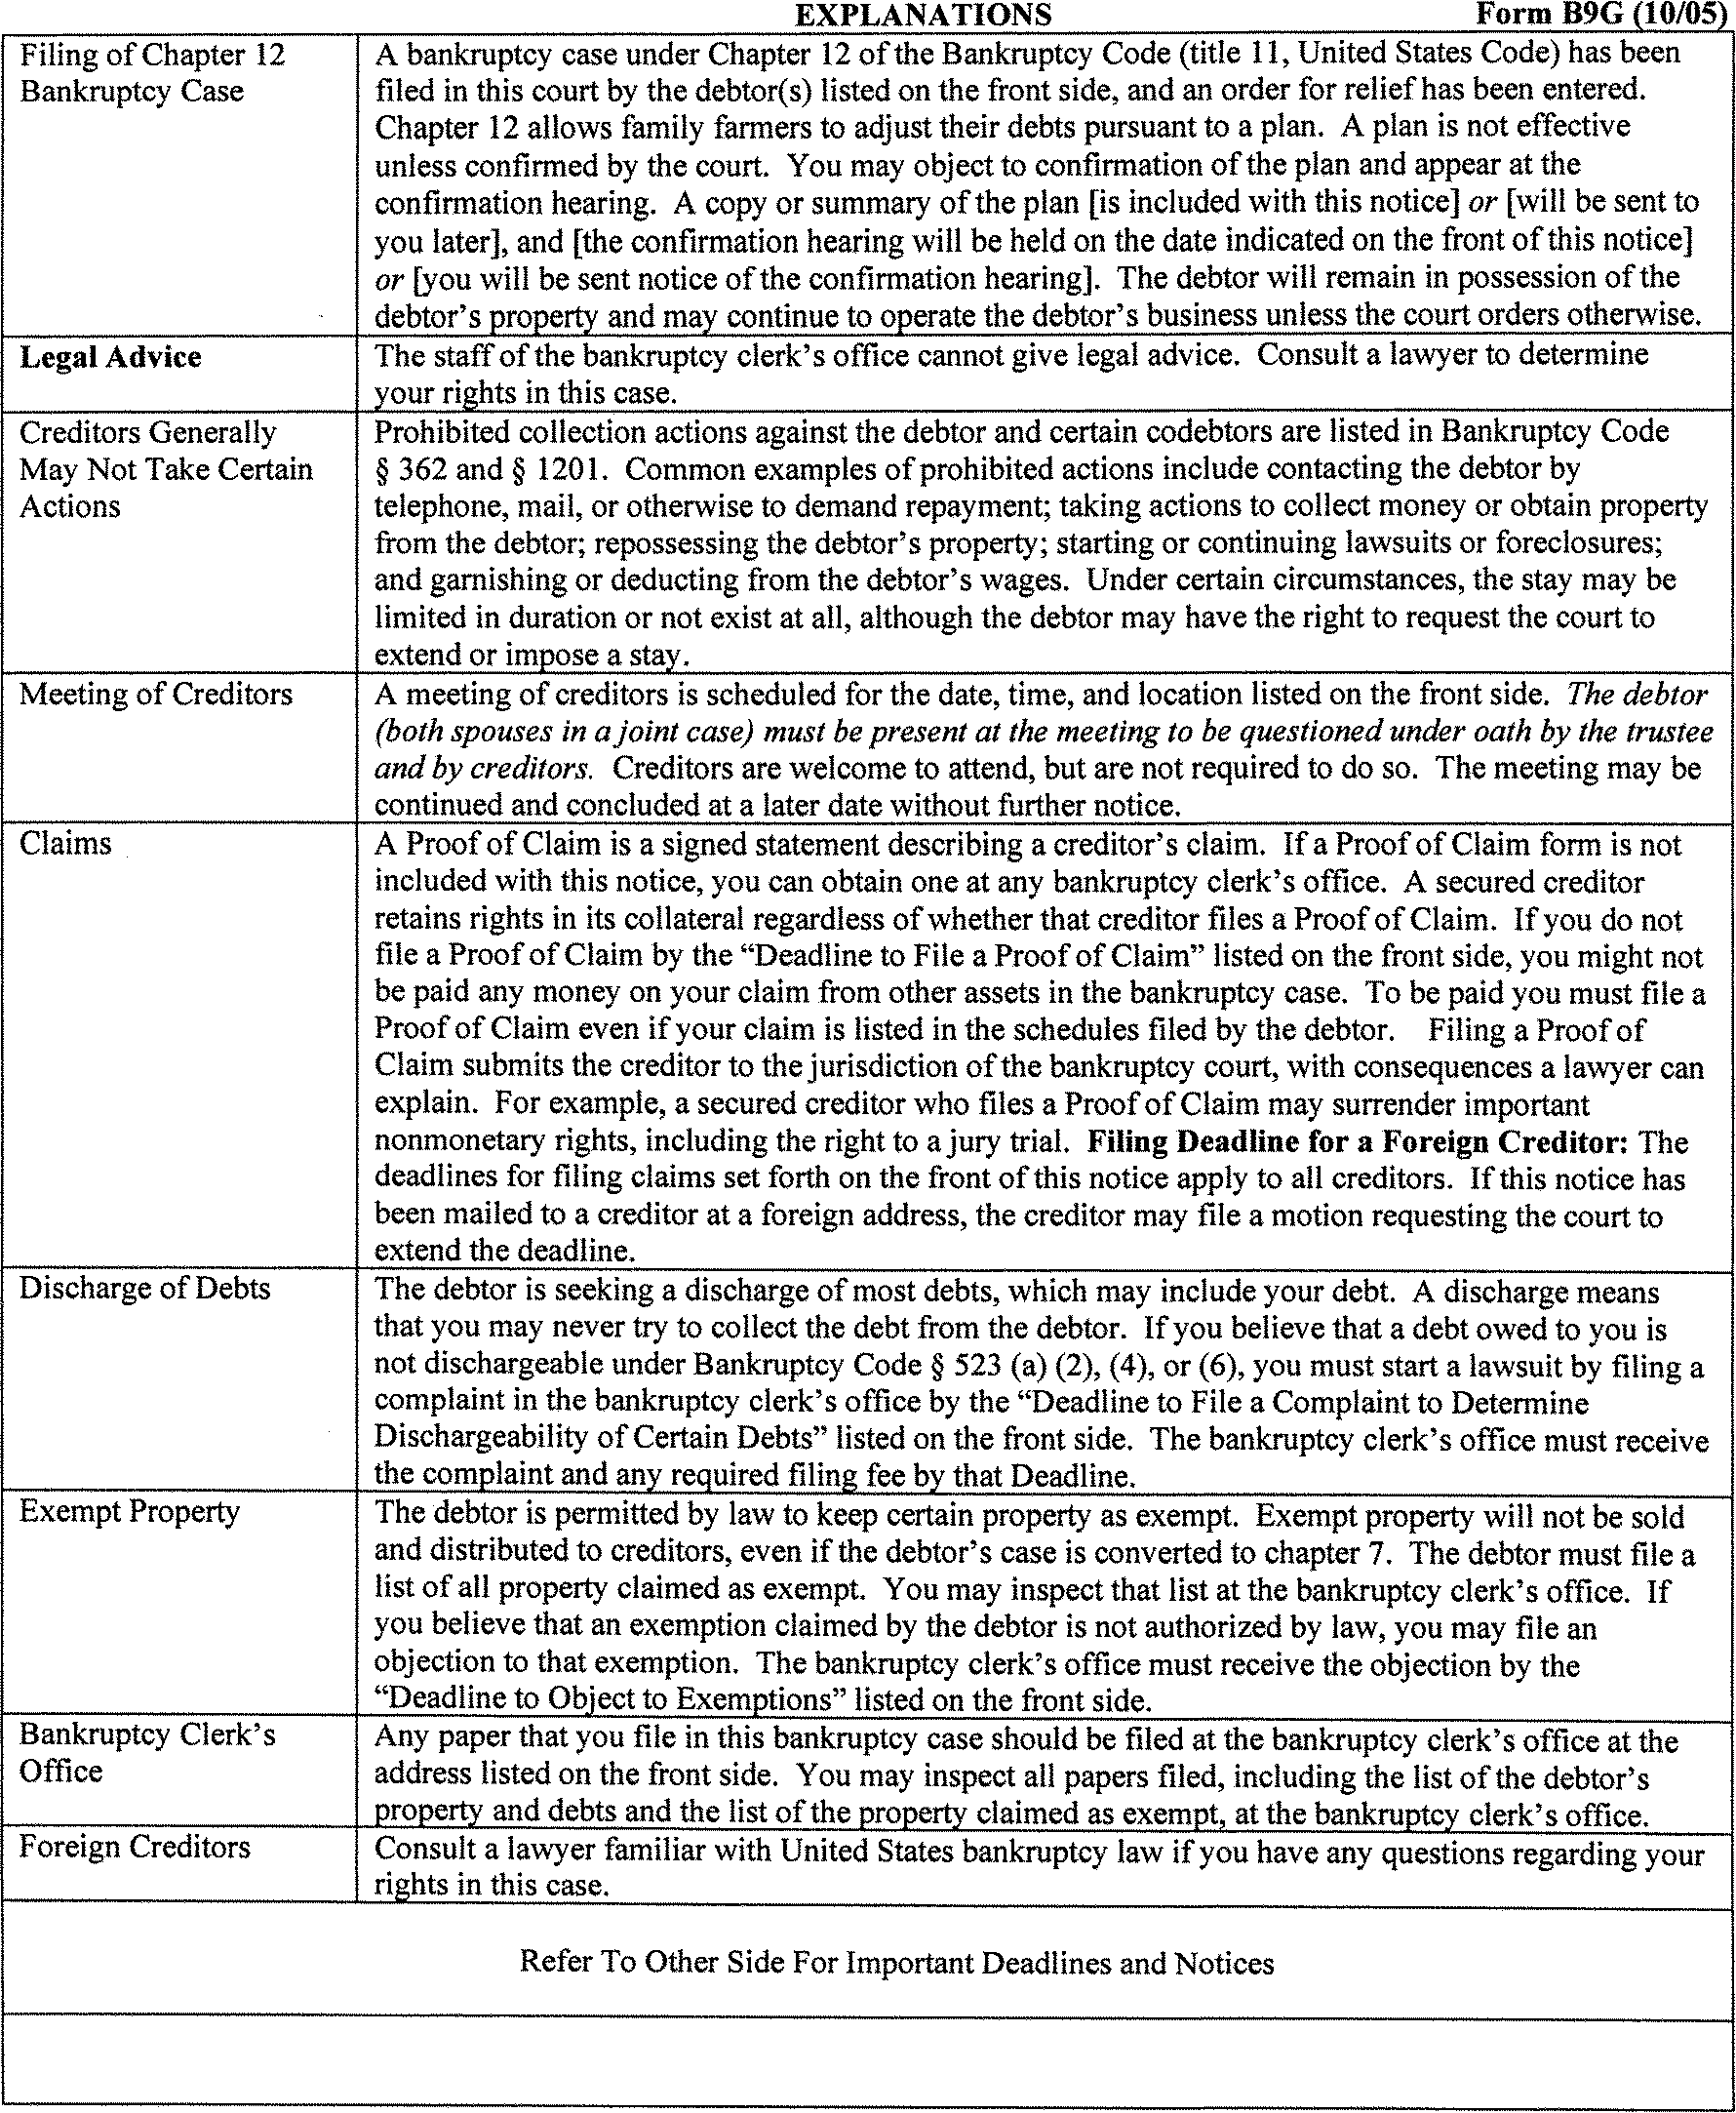 EXPLANATIONS Form B9G (10/05)
Filing of Chapter 12
Bankruptcy Case
A bankruptcy case under Chapter 12 of the Bankruptcy Code (title 11, United States Code) has been
filed in this court by the debtor(s) listed on the front side, and an order for relief has been entered.
Chapter 12 allows family farmers to adjust their debts pursuant to a plan. A plan is not effective
unless confirmed by the court. You may object to confirmation of the plan and appear at the
confirmation hearing. A copy or summary of the plan [is included with this notice] or [will be sent to
you later], and [the confirmation hearing will be held on the date indicated on the front of this notice]
or [you will be sent notice of the confirmation hearing]. The debtor will remain in possession of the
debtor's property and may continue to operate the debtor's business unless the court orders otherwise.
Legal Advice
The staff of the bankruptcy clerk's office cannot give legal advice. Consult a lawyer to determine
your rights in this case.
Creditors Generally
May Not Take Certain
Actions
Prohibited collection actions against the debtor and certain codebtors are listed in Bankruptcy Code
§ 362 and § 1201. Common examples of prohibited actions include contacting the debtor by
telephone, mail, or otherwise to demand repayment; taking actions to collect money or obtain property
from the debtor; repossessing the debtor's property; starting or continuing lawsuits or foreclosures;
and garnishing or deducting from the debtor's wages. Under certain circumstances, the stay may be
limited in duration or not exist at all, although the debtor may have the right to request the court to
extend or impose a stay.
Meeting of Creditors
A meeting of creditors is scheduled for the date, time, and location listed on the front side. The debtor
(both spouses in a joint case) must be present at the meeting to be questioned under oath by the trustee
and by creditors. Creditors are welcome to attend, but are not required to do so. The meeting may be
continued and concluded at a later date without further notice.
Claims
A Proof of Claim is a signed statement describing a creditor's claim. If a Proof of Claim form is not
included with this notice, you can obtain one at any bankruptcy clerk's office. A secured creditor
retains rights in its collateral regardless of whether that creditor files a Proof of Claim. If you do not
file a Proof of Claim by the “Deadline to File a Proof of Claim” listed on the front side, you might not
be paid any money on your claim from other assets in the bankruptcy case. To be paid you must file a
Proof of Claim even if your claim is listed in the schedules filed by the debtor. Filing a Proof of
Claim submits the creditor to the jurisdiction of the bankruptcy court, with consequences a lawyer can
explain. For example, a secured creditor who files a Proof of Claim may surrender important
nonmonetary rights, including the right to a jury trial. Filing Deadline for a Foreign Creditor: The
deadlines for filing claims set forth on the front of this notice apply to all creditors. If this notice has
been mailed to a creditor at a foreign address, the creditor may file a motion requesting the court to
extend the deadline.
Discharge of Debts
The debtor is seeking a discharge of most debts, which may include your debt. A discharge means
that you may never try to collect the debt from the debtor. If you believe that a debt owed to you is
not dischargeable under Bankruptcy Code § 523 (a) (2), (4), or (6), you must start a lawsuit by filing a
complaint in the bankruptcy clerk's office by the “Deadline to File a Complaint to Determine
Dischargeability of Certain Debts” listed on the front side. The bankruptcy clerk's office must receive
the complaint and any required filing fee by that Deadline.
Exempt Property
The debtor is permitted by law to keep certain property as exempt. Exempt property will not be sold
and distributed to creditors, even if the debtor's case is converted to chapter 7. The debtor must file a
list of all property claimed as exempt. You may inspect that list at the bankruptcy clerk's office. If
you believe that an exemption claimed by the debtor is not authorized by law, you may file an
objection to that exemption. The bankruptcy clerk's office must receive the objection by the
“Deadline to Object to Exemptions” listed on the front side.
Bankruptcy Clerk's
Office
Any paper that you file in this bankruptcy case should be filed at the bankruptcy clerk's office at the
address listed on the front side. You may inspect all papers filed, including the list of the debtor's
property and debts and the list of the property claimed as exempt, at the bankruptcy clerk's office.
Foreign Creditors
Consult a lawyer familiar with United States bankruptcy law if you have any questions regarding your
rights in this case.
Refer To Other Side For Important Deadlines and Notices